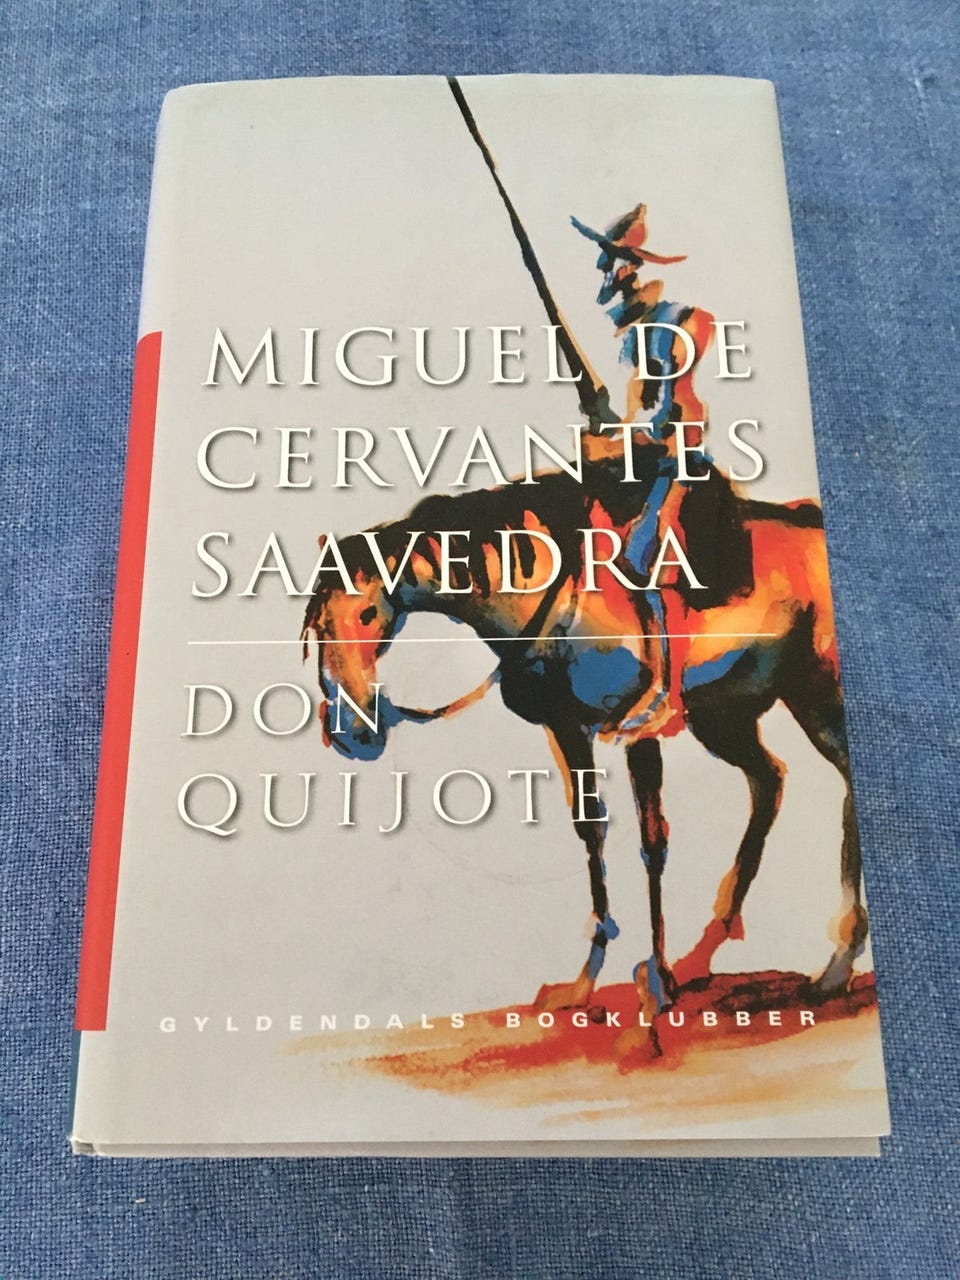 MIGUEL DE
CERVANTES
SAAVEDRA
DON
QUIJOTE
GYLDENDALS BOGKLUBBER